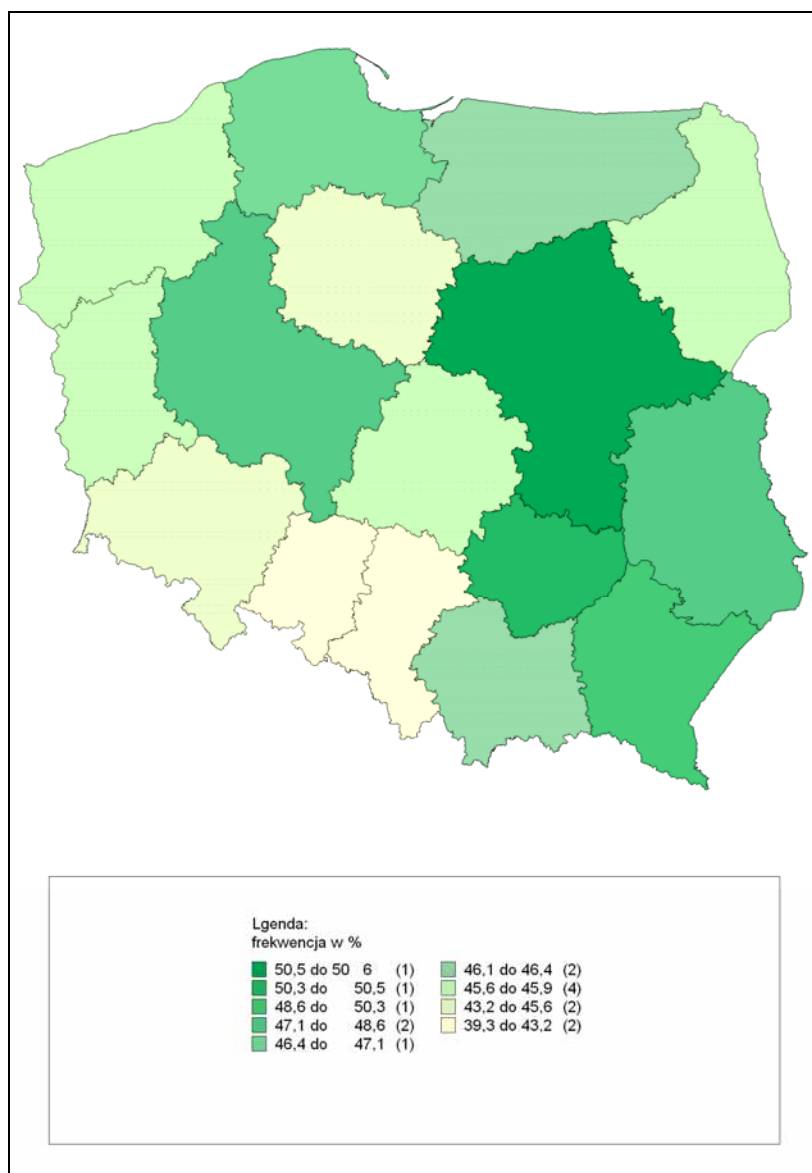 Lgenda:
frekwencja w %
50,5 do 50 6 (1)
50,3 do 50,5 (1)
48,6 do 50,3 (1)
47,1 do 48,6 (2)
46,4 do 47,1 (1)
46,1 do 46,4 (2)
45,6 do 45,9 (4)
43,2 do 45,6 (2)
39,3 do 43,2 (2)